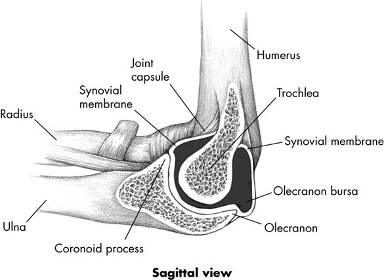 Humerus
Joint
capsule
Synovial
membrane
Trochlea
Radius
Synovial membrane
Olecranon bursa
Ulna
Olecranon
Coronoid process
Sagittal view